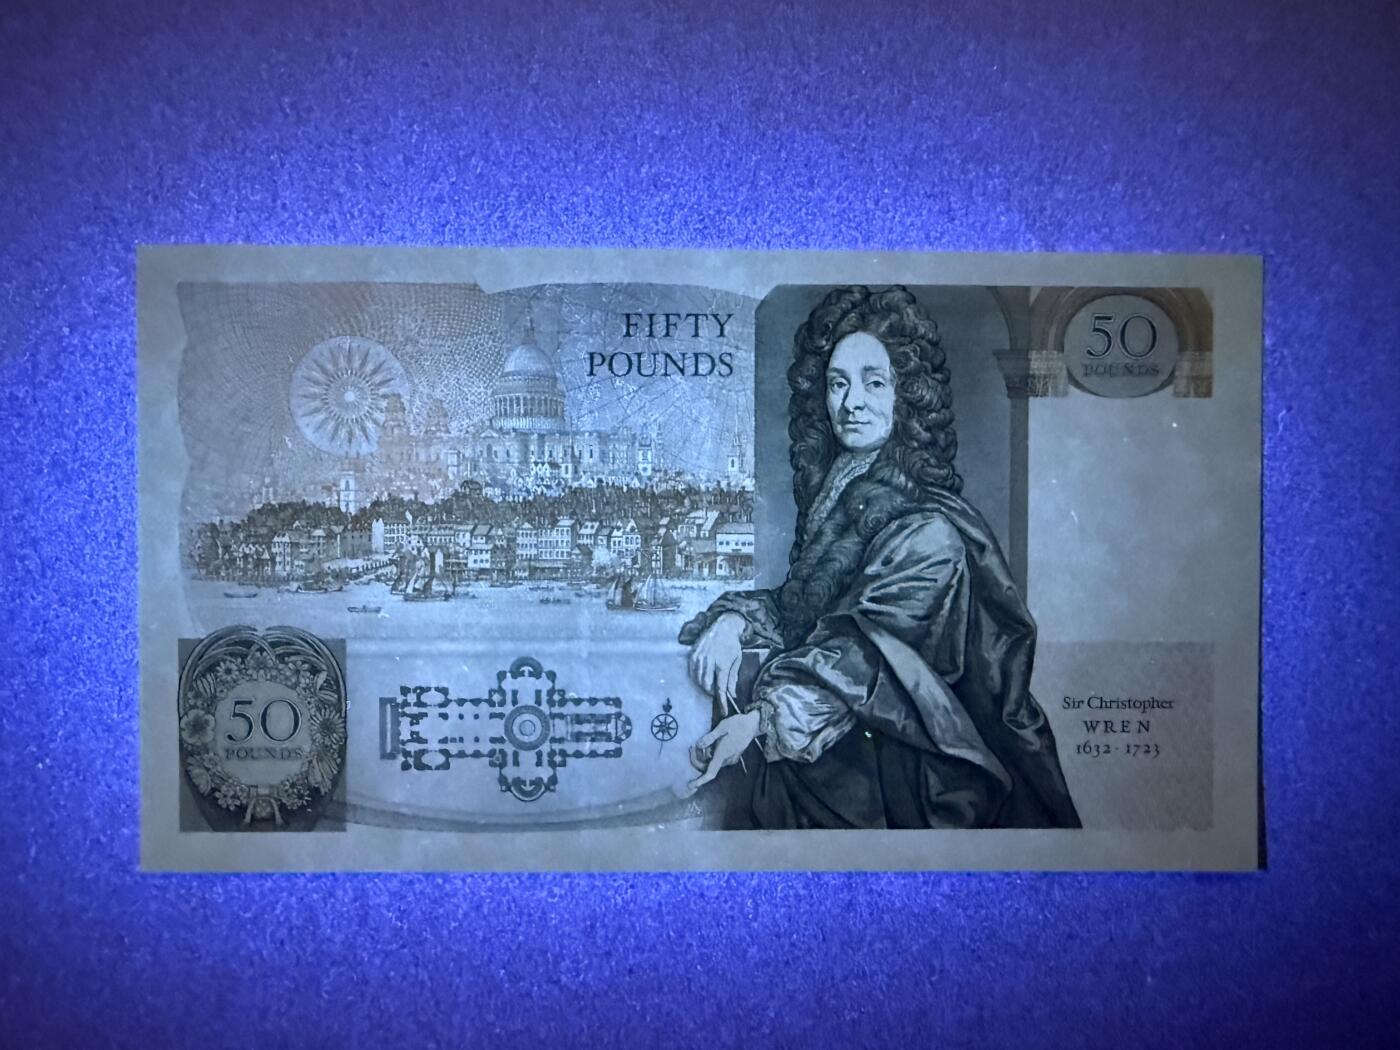 FIFTY
POUNDS
50
POUNDS
50
POUNDS
Sir Christopher
WREN
1632 · 1723